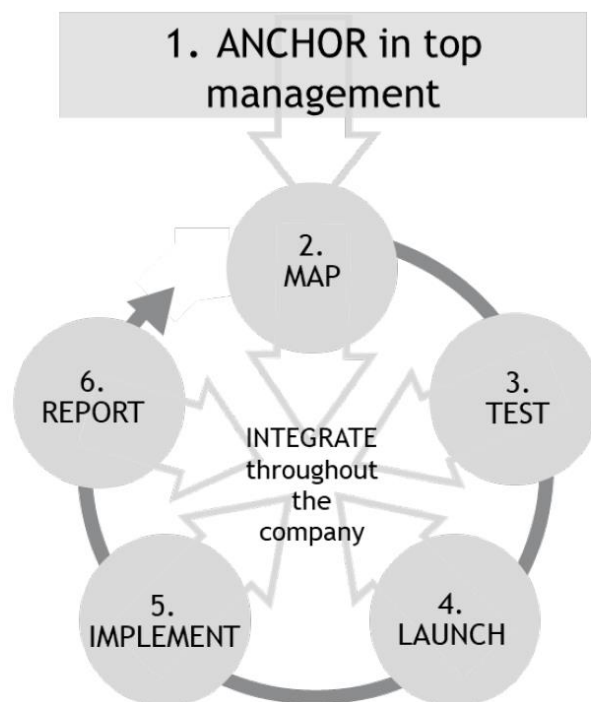 1. ANCHOR in top
management
2.
MAP
3.
TEST
4.
LAUNCH
5.
IMPLEMENT
6.
REPORT
INTEGRATE
throughout
the
company